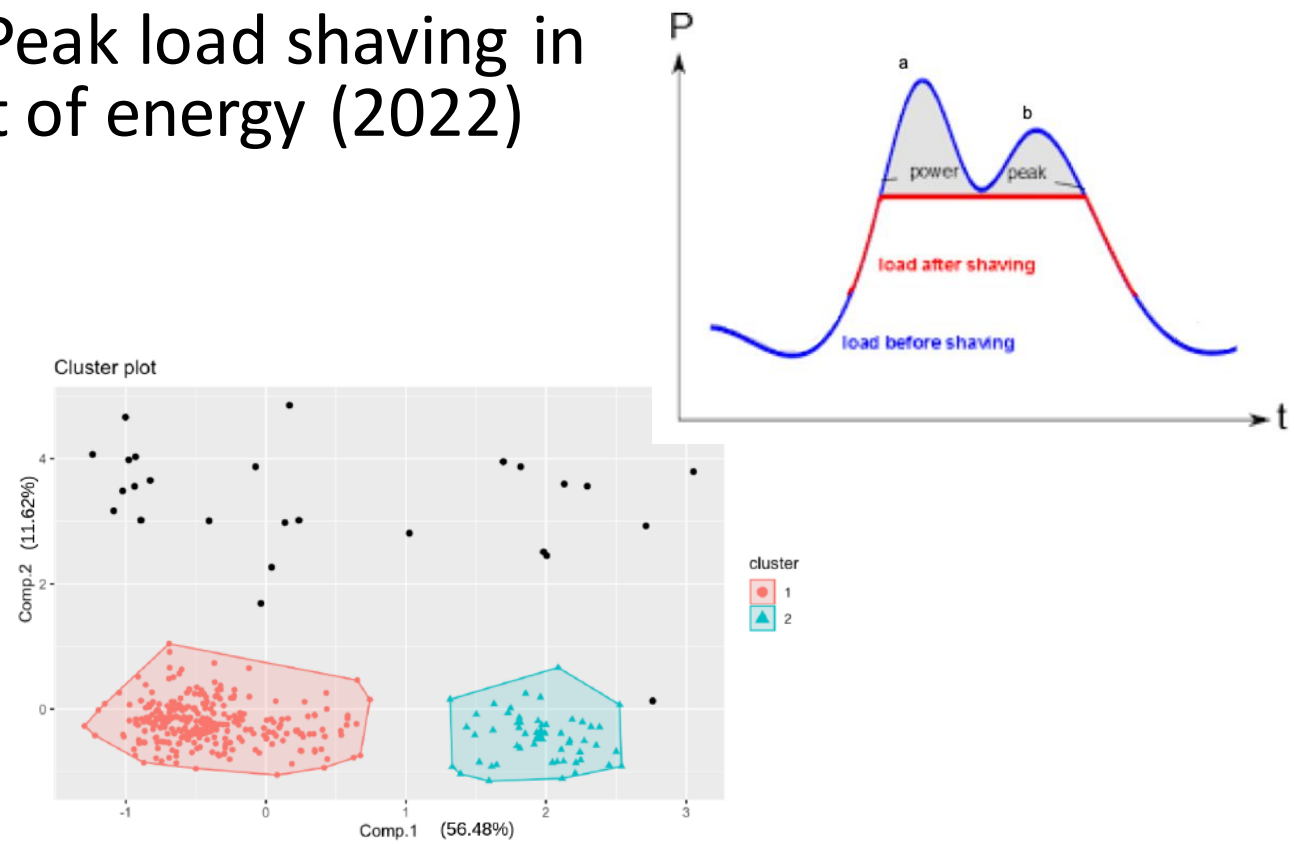 Peak load shaving in
t of energy (2022)
P
a
b
power
peak
load after shaving
load before shaving
t
Cluster plot
Comp.2 (11.62%)
4
2
0
-1
0
1
2
3
Comp.1 (56.48%)
cluster
1
2